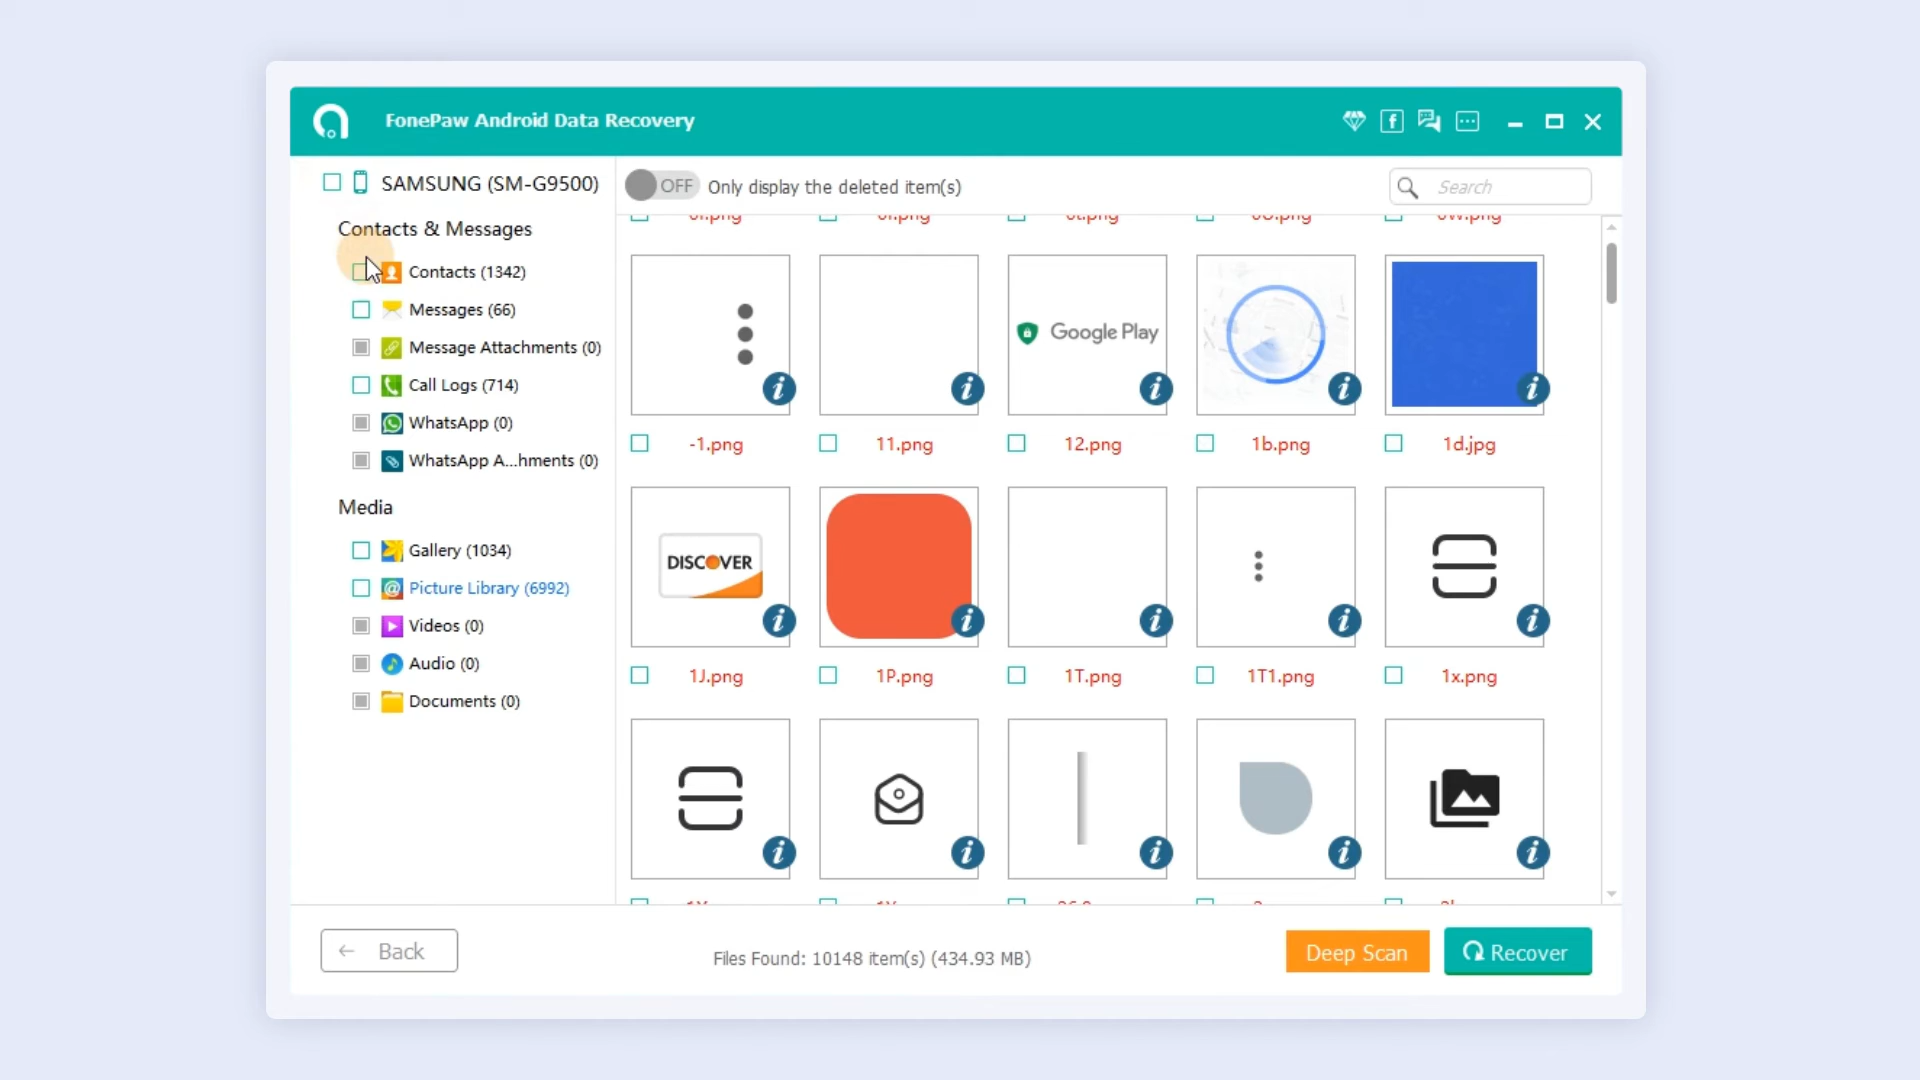 FonePaw Android Data Recovery
SAMSUNG (SM-G9500)
OFF
Only display the deleted item(s)
Search
Contacts & Messages
Contacts (1342)
Messages (66)
Message Attachments (0)
Call Logs (714)
WhatsApp (0)
WhatsApp A...hments (0)
Media
Gallery (1034)
Picture Library (6992)
Videos (0)
Audio (0)
Documents (0)
Google Play
-1.png
11.png
12.png
1b.png
1d.jpg
DISCOVER
1J.png
1P.png
1T.png
1T1.png
1x.png
Back
Files Found: 10148 item(s) (434.93 MB)
Deep Scan
Recover